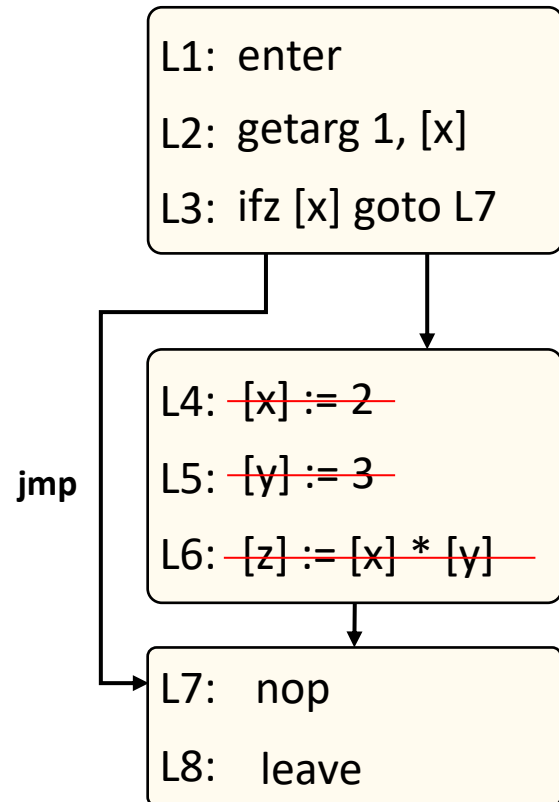 L1: enter
L2: getarg 1, [x]
L3: ifz [x] goto L7
L4: [x] := 2
L5: [y] := 3
jmp
L6: [z] := [x] * [y]
L7: nop
L8: leave